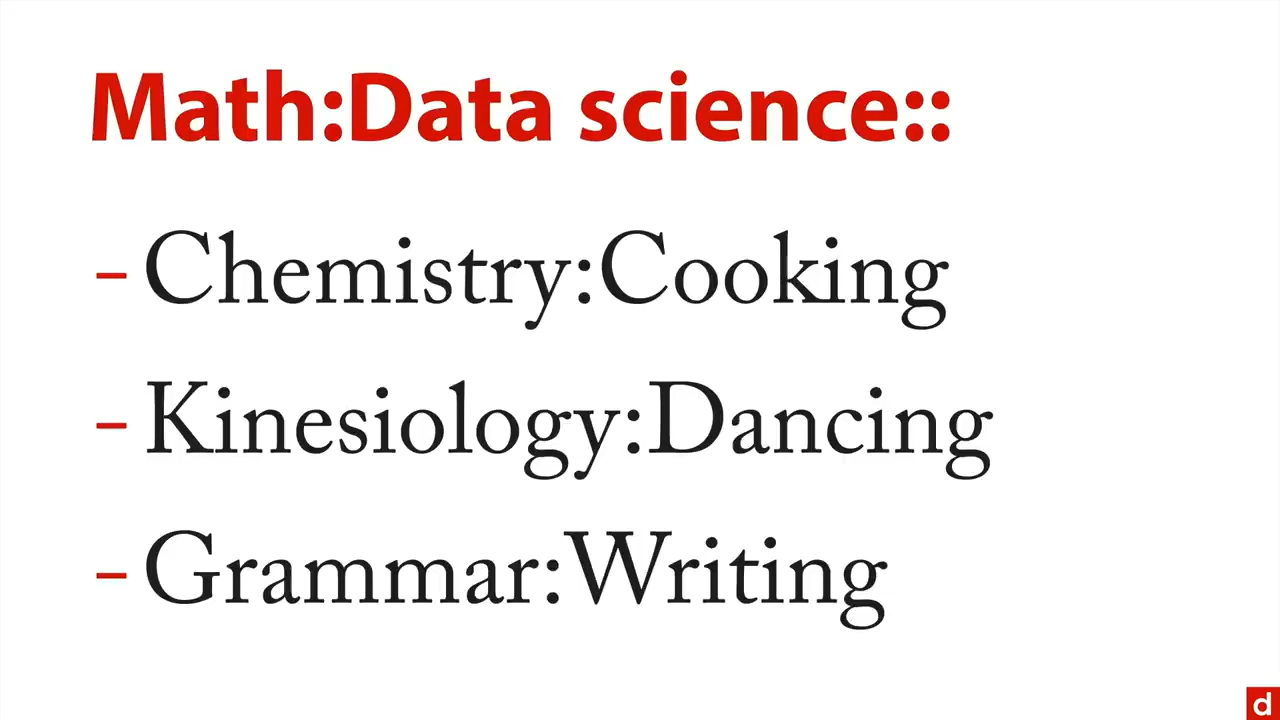 Math:Data science::
– Chemistry:Cooking
– Kinesiology:Dancing
– Grammar:Writing
d